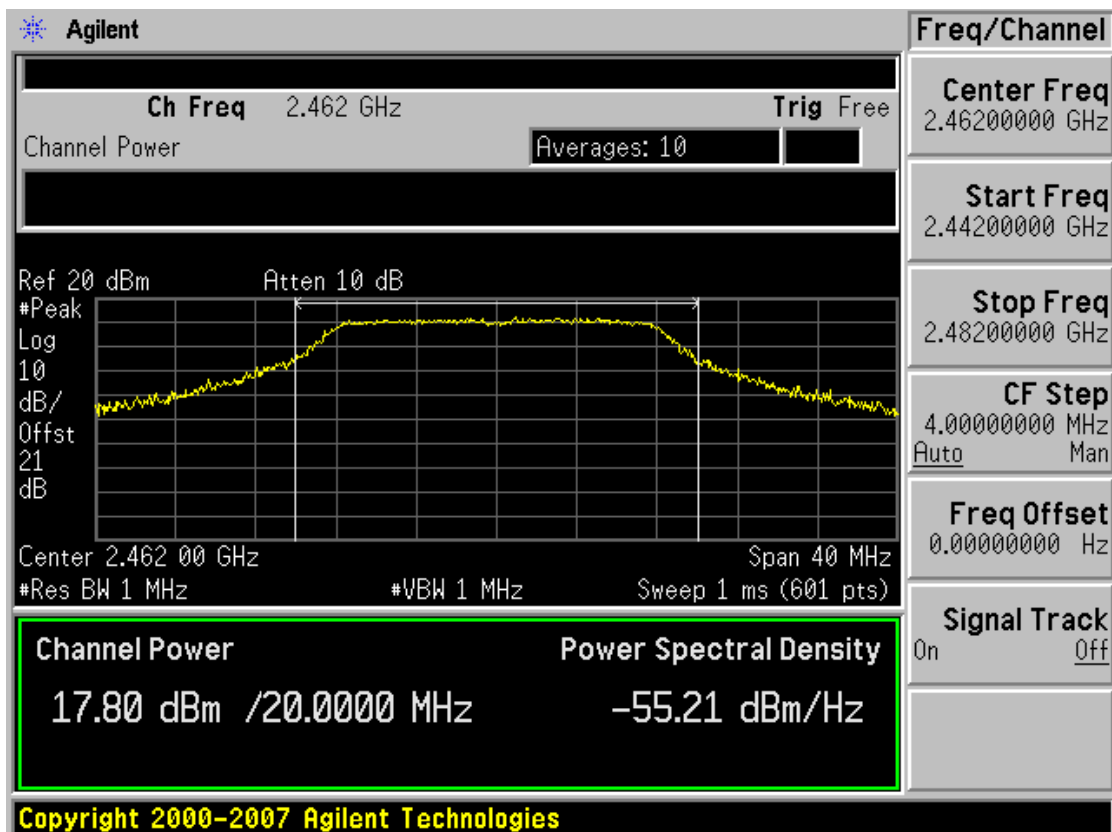 Agilent
Ch Freq 2.462 GHz Trig Free
Channel Power Averages: 10
Ref 20 dBm Atten 10 dB
#Peak
Log
10
dB/
Offst
21
dB
Center 2.462 00 GHz Span 40 MHz
#Res BW 1 MHz #VBW 1 MHz Sweep 1 ms (601 pts)
Channel Power Power Spectral Density
17.80 dBm /20.0000 MHz -55.21 dBm/Hz
Copyright 2000-2007 Agilent Technologies
Freq/Channel
Center Freq
2.46200000 GHz
Start Freq
2.44200000 GHz
Stop Freq
2.48200000 GHz
CF Step
4.00000000 MHz
Auto Man
Freq Offset
0.00000000 Hz
Signal Track
On Off